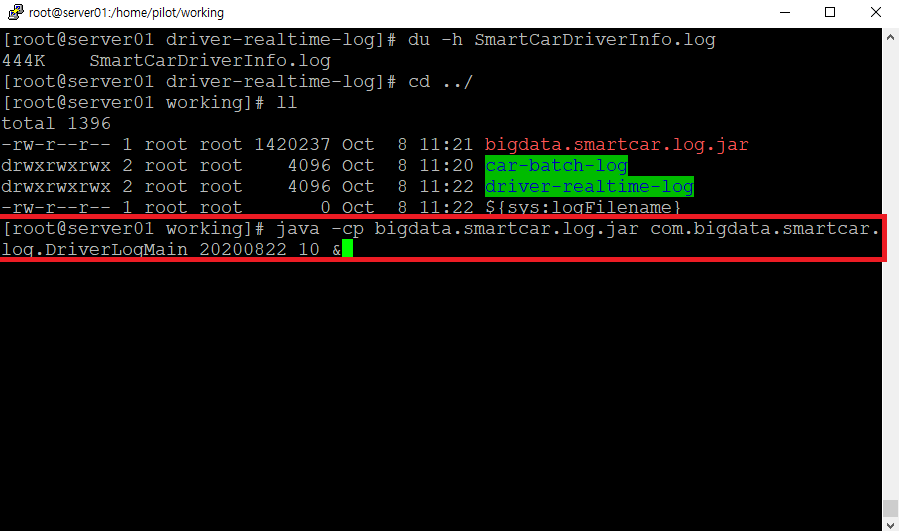 root@server01:/home/pilot/working
[root@server01 driver-realtime-log]# du -h SmartCarDriverInfo.log
444K    SmartCarDriverInfo.log
[root@server01 driver-realtime-log]# cd ../
[root@server01 working]# ll
total 1396
-rw-r--r-- 1 root root 1420237 Oct  8 11:21 bigdata.smartcar.log.jar
drwxrwxrwx 2 root root    4096 Oct  8 11:20 car-batch-log
drwxrwxrwx 2 root root    4096 Oct  8 11:22 driver-realtime-log
-rw-r--r-- 1 root root       0 Oct  8 11:22 ${sys:logFilename}
[root@server01 working]# java -cp bigdata.smartcar.log.jar com.bigdata.smartcar.
log.DriverLogMain 20200822 10 &